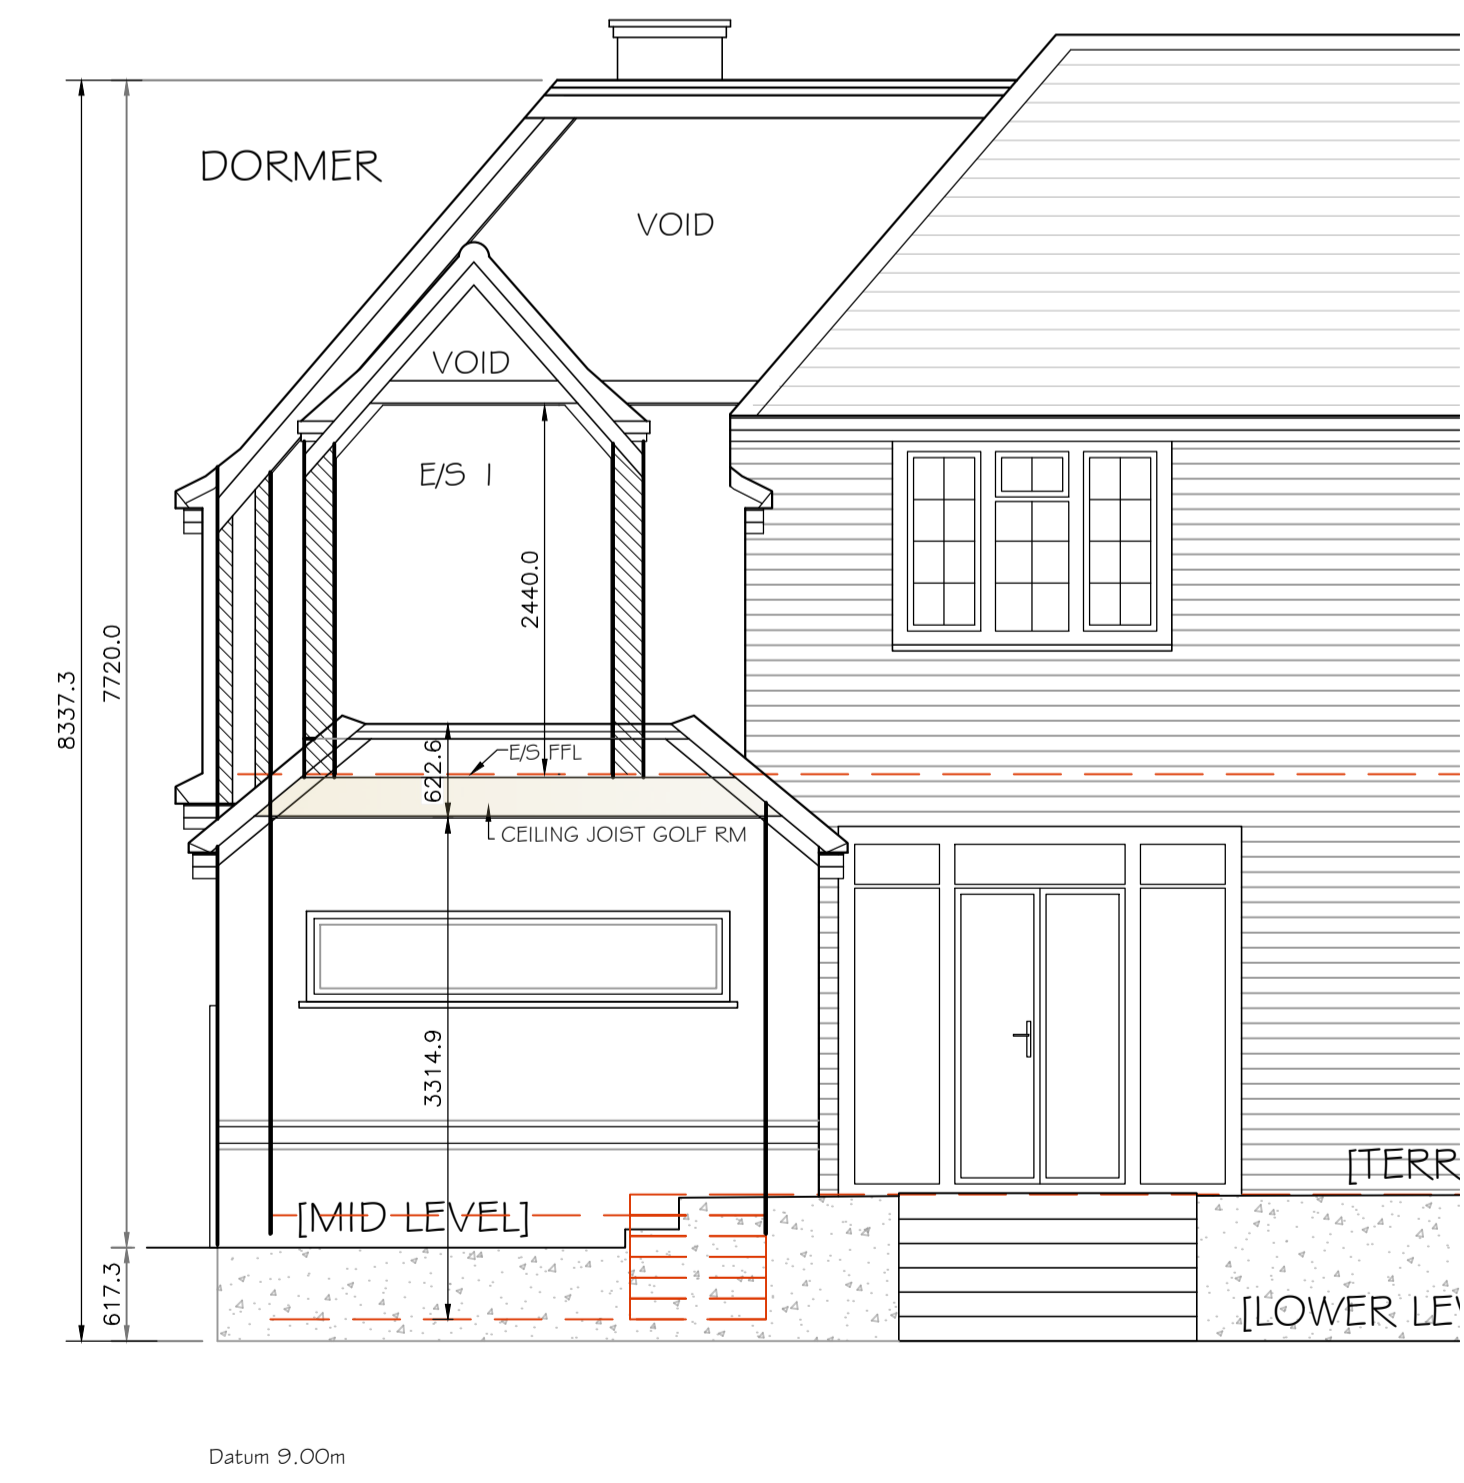 DORMER
VOID
VOID
E/S 1
2440.0
7720.0
8337.3
622.6
E/S FFL
CEILING JOIST GOLF RM
3314.9
[TERR
[MID LEVEL]
617.3
[LOWER LEV
Datum 9.00m